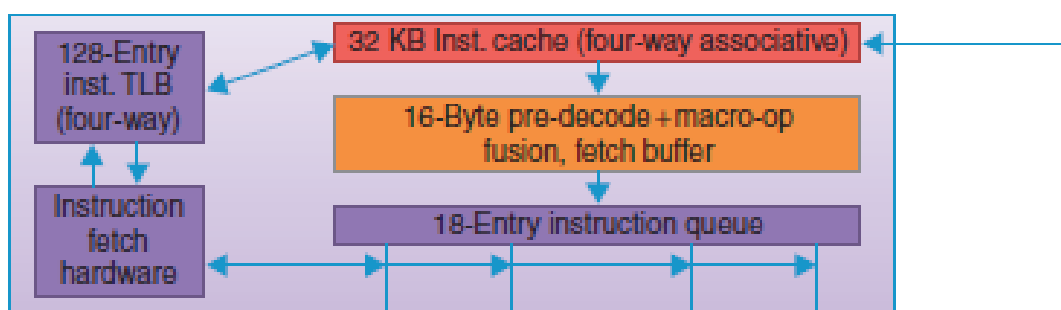 128-Entry
inst. TLB
(four-way)
32 KB Inst. cache (four-way associative)
16-Byte pre-decode+macro-op
fusion, fetch buffer
Instruction
fetch
hardware
18-Entry instruction queue